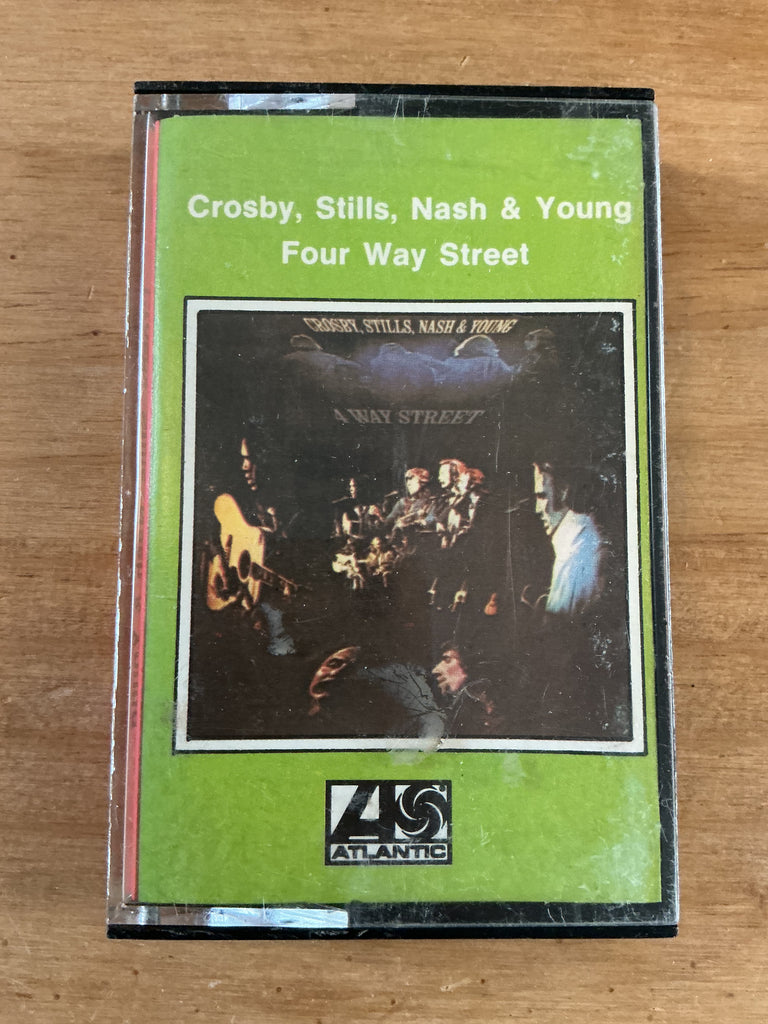 Crosby, Stills, Nash & Young
Four Way Street
CROSBY, STILLS, NASH & YOUNG
4 WAY STREET
ATLANTIC